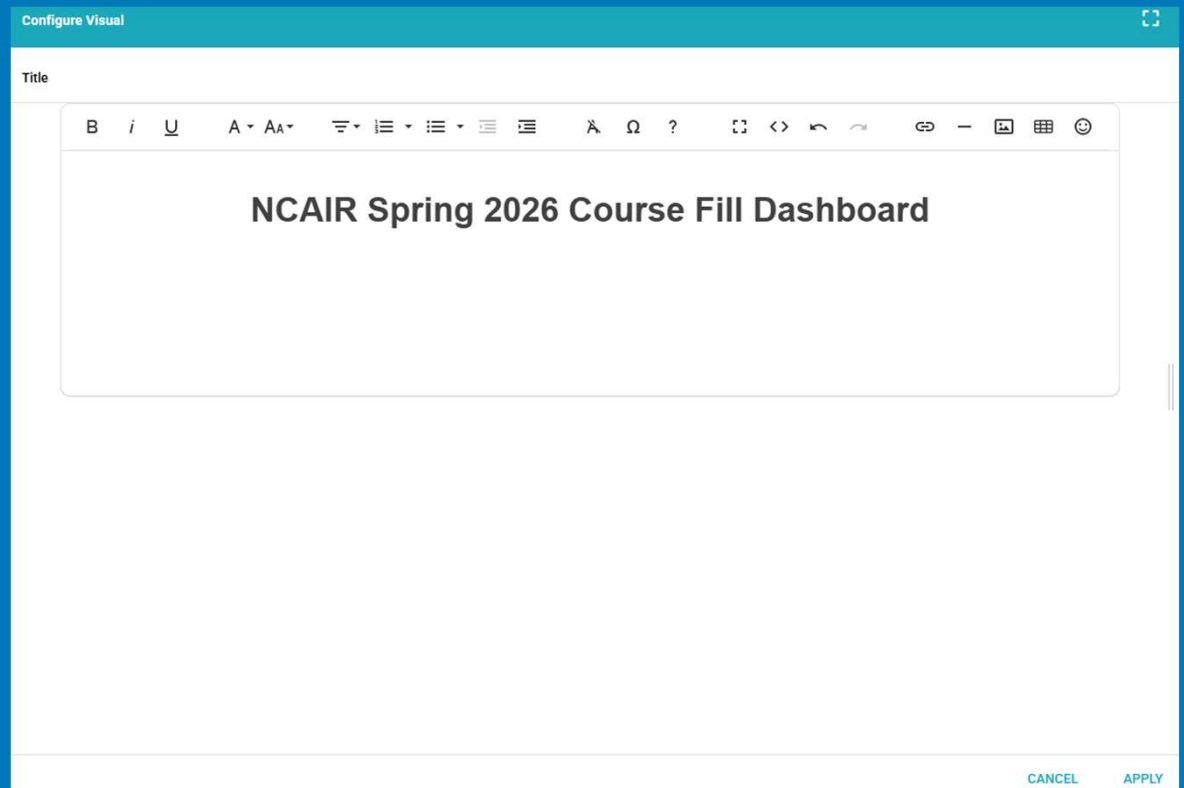 Configure Visual
Title
B i U A AA Ω ?
NCAIR Spring 2026 Course Fill Dashboard
CANCEL APPLY